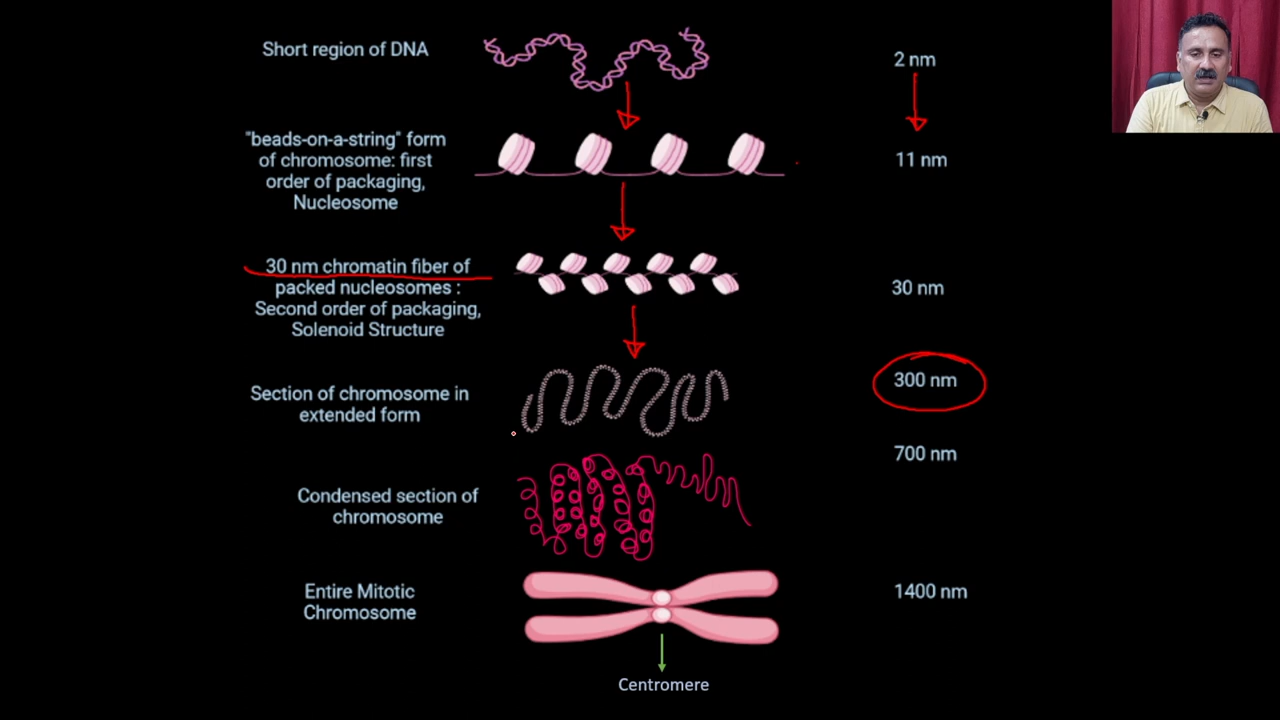 Short region of DNA
2 nm
"beads-on-a-string" form
of chromosome: first
order of packaging,
Nucleosome
11 nm
30 nm chromatin fiber of
packed nucleosomes :
Second order of packaging,
Solenoid Structure
30 nm
Section of chromosome in
extended form
300 nm
700 nm
Condensed section of
chromosome
Entire Mitotic
Chromosome
1400 nm
Centromere